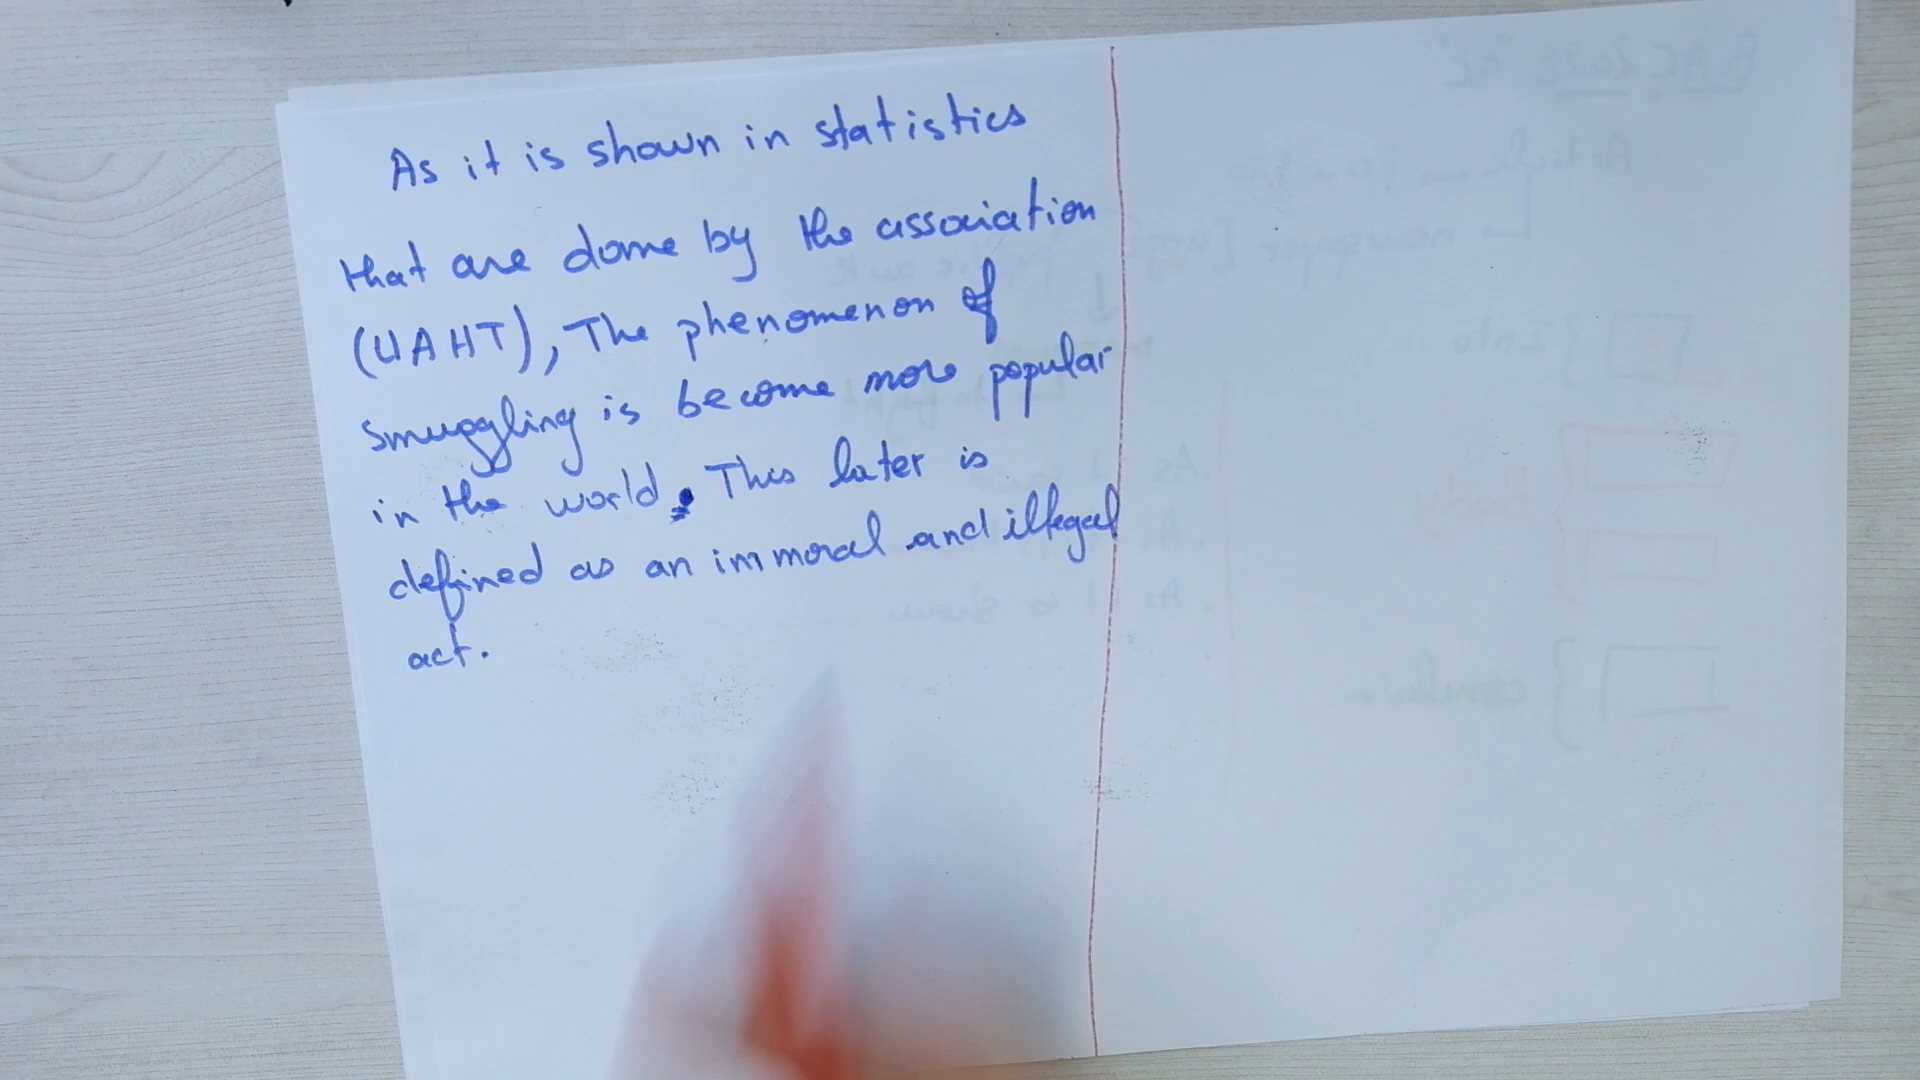 As it is shown in statistics
that are done by the association
(UAHT), The phenomenon of
smuggling is become more popular
in the world. This later is
defined as an immoral and illegal
act.